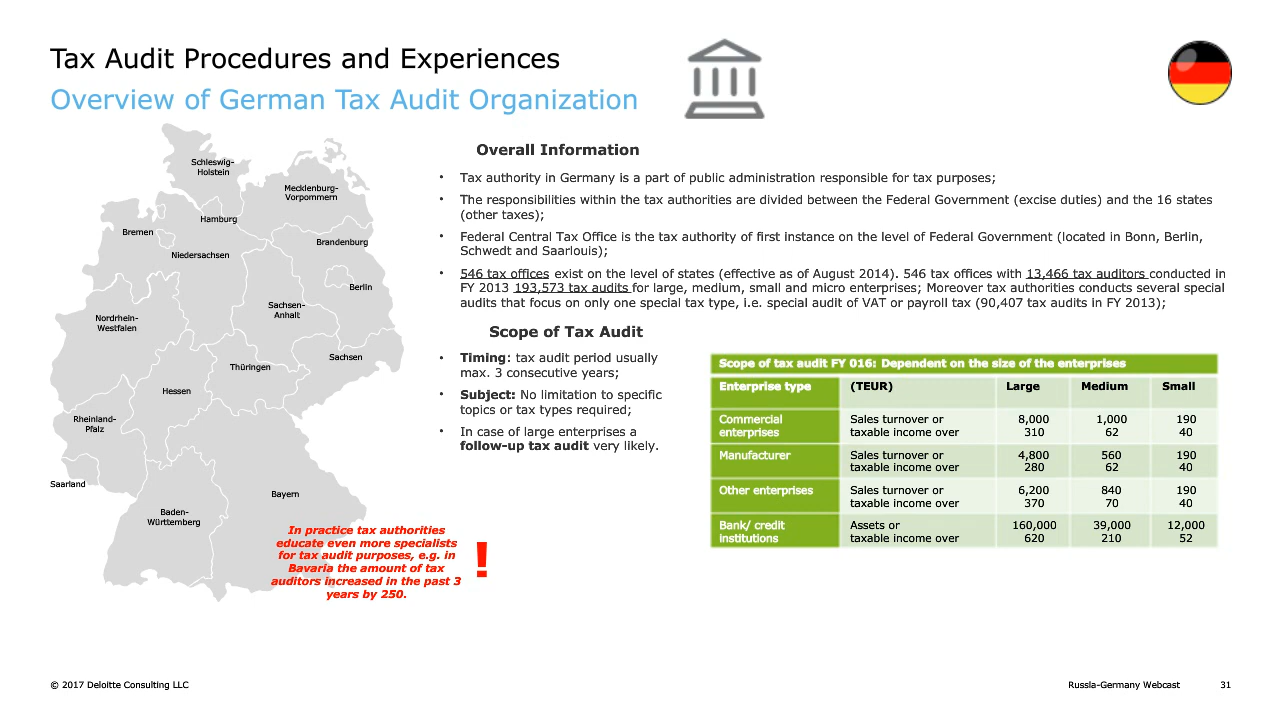 Tax Audit Procedures and Experiences
Overview of German Tax Audit Organization
Schleswig-
Holstein
Mecklenburg-
Vorpommern
Hamburg
Bremen
Brandenburg
Niedersachsen
Berlin
Sachsen-
Anhalt
Nordrhein-
Westfalen
Sachsen
Thüringen
Hessen
Rheinland-
Pfalz
Saarland
Bayern
Baden-
Württemberg
In practice tax authorities
educate even more specialists
for tax audit purposes, e.g. in
Bavaria the amount of tax
auditors increased in the past 3
years by 250.
!
Overall Information
• Tax authority in Germany is a part of public administration responsible for tax purposes;
• The responsibilities within the tax authorities are divided between the Federal Government (excise duties) and the 16 states
(other taxes);
• Federal Central Tax Office is the tax authority of first instance on the level of Federal Government (located in Bonn, Berlin,
Schwedt and Saarlouis);
• 546 tax offices exist on the level of states (effective as of August 2014). 546 tax offices with 13,466 tax auditors conducted in
FY 2013 193,573 tax audits for large, medium, small and micro enterprises; Moreover tax authorities conducts several special
audits that focus on only one special tax type, i.e. special audit of VAT or payroll tax (90,407 tax audits in FY 2013);
Scope of Tax Audit
• Timing: tax audit period usually
max. 3 consecutive years;
• Subject: No limitation to specific
topics or tax types required;
• In case of large enterprises a
follow-up tax audit very likely.
Scope of tax audit FY 016: Dependent on the size of the enterprises
Enterprise type (TEUR) Large Medium Small
Commercial Sales turnover or 8,000 1,000 190
enterprises taxable income over 310 62 40
Manufacturer Sales turnover or 4,800 560 190
taxable income over 280 62 40
Other enterprises Sales turnover or 6,200 840 190
taxable income over 370 70 40
Bank/ credit Assets or 160,000 39,000 12,000
institutions taxable income over 620 210 52
© 2017 Deloitte Consulting LLC
Russla-Germany Webcast
31